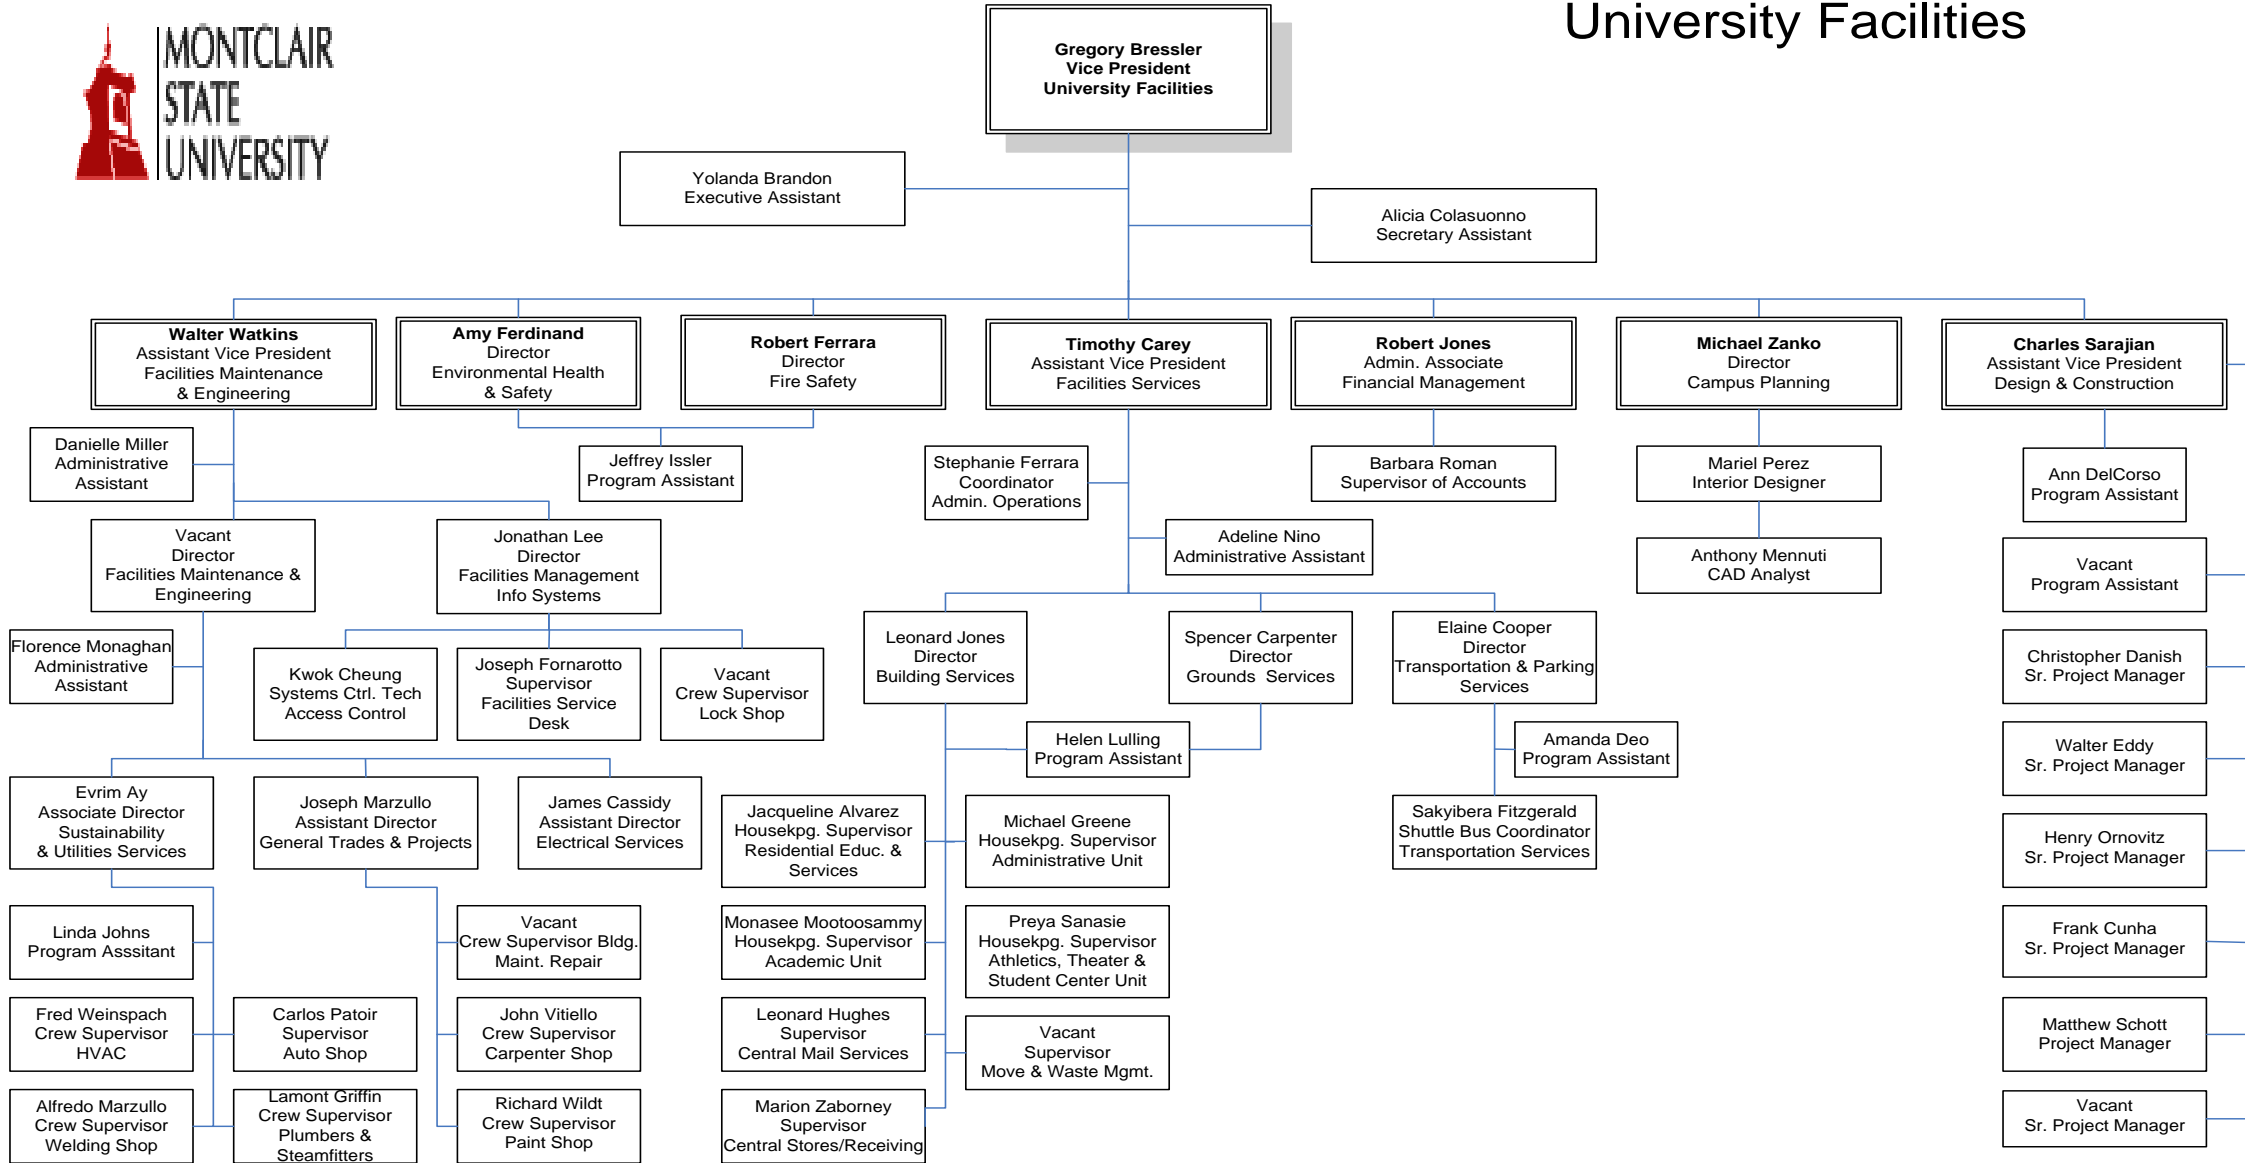 MONTCLAIR
STATE
UNIVERSITY
University Facilities
Gregory Bressler
Vice President
University Facilities
Yolanda Brandon
Executive Assistant
Alicia Colasuonno
Secretary Assistant
Walter Watkins
Assistant Vice President
Facilities Maintenance
& Engineering
Amy Ferdinand
Director
Environmental Health
& Safety
Robert Ferrara
Director
Fire Safety
Timothy Carey
Assistant Vice President
Facilities Services
Robert Jones
Admin. Associate
Financial Management
Michael Zanko
Director
Campus Planning
Charles Sarajian
Assistant Vice President
Design & Construction
Danielle Miller
Administrative
Assistant
Jeffrey Issler
Program Assistant
Stephanie Ferrara
Coordinator
Admin. Operations
Barbara Roman
Supervisor of Accounts
Mariel Perez
Interior Designer
Ann DelCorso
Program Assistant
Vacant
Director
Facilities Maintenance &
Engineering
Jonathan Lee
Director
Facilities Management
Info Systems
Adeline Nino
Administrative Assistant
Anthony Mennuti
CAD Analyst
Vacant
Program Assistant
Florence Monaghan
Administrative
Assistant
Kwok Cheung
Systems Ctrl. Tech
Access Control
Joseph Fornarotto
Supervisor
Facilities Service
Desk
Vacant
Crew Supervisor
Lock Shop
Leonard Jones
Director
Building Services
Spencer Carpenter
Director
Grounds Services
Elaine Cooper
Director
Transportation & Parking
Services
Christopher Danish
Sr. Project Manager
Helen Lulling
Program Assistant
Amanda Deo
Program Assistant
Walter Eddy
Sr. Project Manager
Evrim Ay
Associate Director
Sustainability
& Utilities Services
Joseph Marzullo
Assistant Director
General Trades & Projects
James Cassidy
Assistant Director
Electrical Services
Jacqueline Alvarez
Housekpg. Supervisor
Residential Educ. &
Services
Michael Greene
Housekpg. Supervisor
Administrative Unit
Sakyibera Fitzgerald
Shuttle Bus Coordinator
Transportation Services
Henry Ornovitz
Sr. Project Manager
Linda Johns
Program Asssitant
Vacant
Crew Supervisor Bldg.
Maint. Repair
Monasee Mootoosammy
Housekpg. Supervisor
Academic Unit
Preya Sanasie
Housekpg. Supervisor
Athletics, Theater &
Student Center Unit
Frank Cunha
Sr. Project Manager
Fred Weinspach
Crew Supervisor
HVAC
Carlos Patoir
Supervisor
Auto Shop
John Vitiello
Crew Supervisor
Carpenter Shop
Leonard Hughes
Supervisor
Central Mail Services
Vacant
Supervisor
Move & Waste Mgmt.
Matthew Schott
Project Manager
Alfredo Marzullo
Crew Supervisor
Welding Shop
Lamont Griffin
Crew Supervisor
Plumbers &
Steamfitters
Richard Wildt
Crew Supervisor
Paint Shop
Marion Zaborney
Supervisor
Central Stores/Receiving
Vacant
Sr. Project Manager